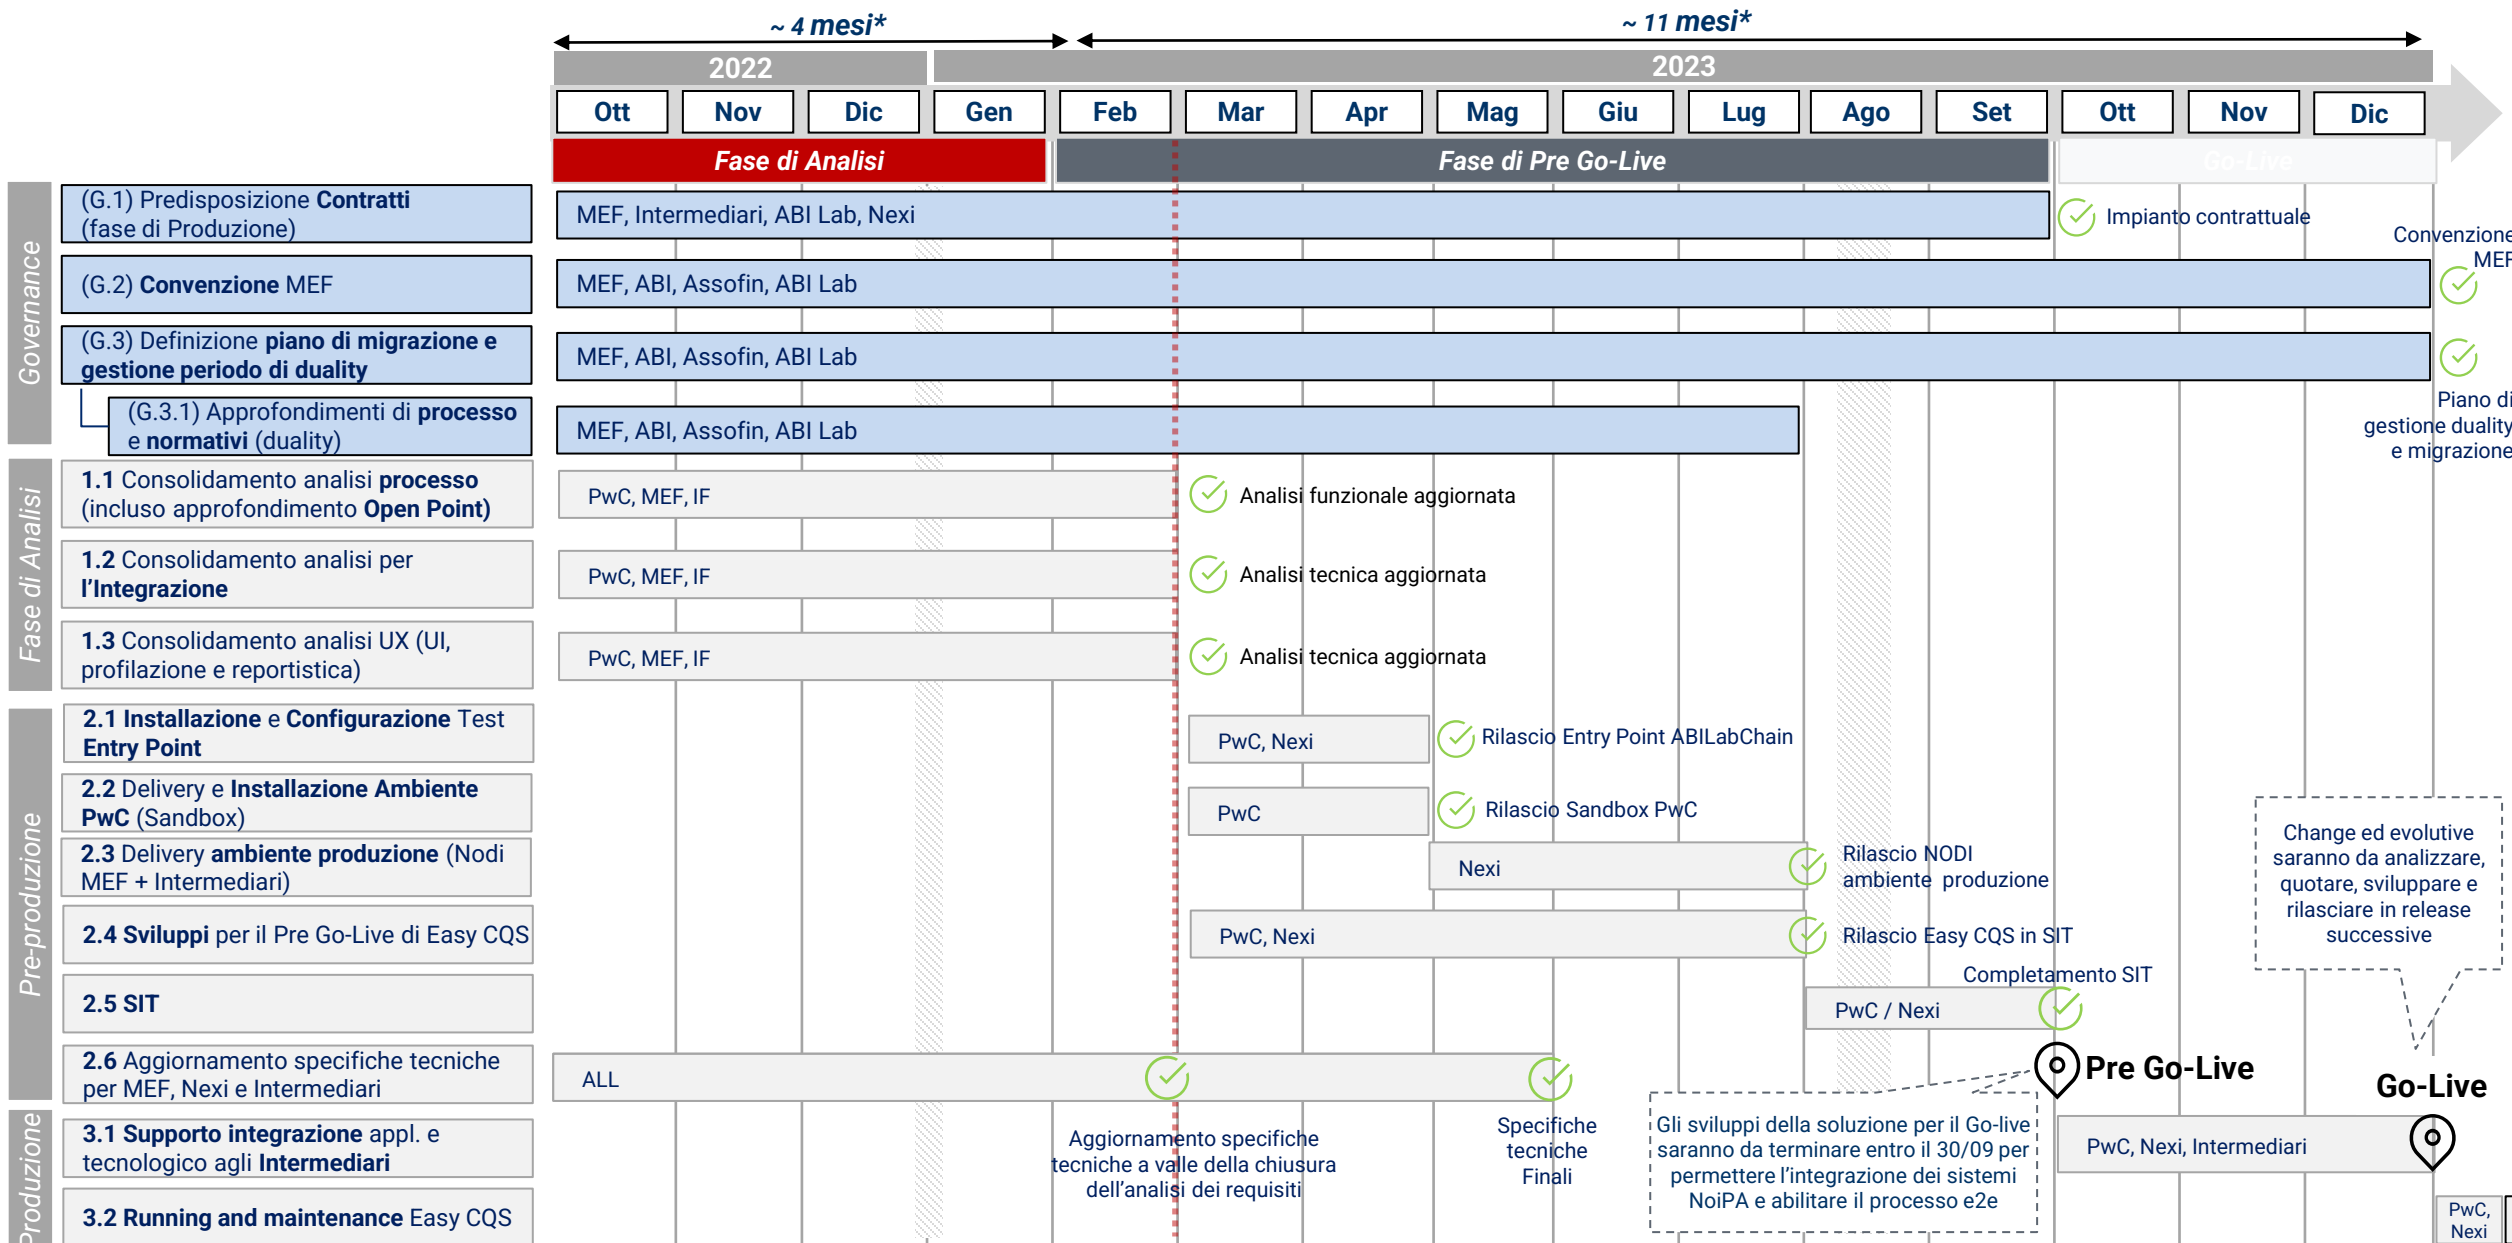 ~ 4 mesi*
~ 11 mesi*
2022
2023
Ott
Nov
Dic
Gen
Feb
Mar
Apr
Mag
Giu
Lug
Ago
Set
Ott
Nov
Dic
Fase di Analisi
Fase di Pre Go-Live
Go-Live
Governance
(G.1) Predisposizione Contratti
(fase di Produzione)
MEF, Intermediari, ABI Lab, Nexi
Impianto contrattuale
(G.2) Convenzione MEF
MEF, ABI, Assofin, ABI Lab
Convenzione
MEF
(G.3) Definizione piano di migrazione e
gestione periodo di duality
MEF, ABI, Assofin, ABI Lab
Piano di
gestione duality
e migrazione
(G.3.1) Approfondimenti di processo
e normativi (duality)
MEF, ABI, Assofin, ABI Lab
Fase di Analisi
1.1 Consolidamento analisi processo
(incluso approfondimento Open Point)
PwC, MEF, IF
Analisi funzionale aggiornata
1.2 Consolidamento analisi per
l'Integrazione
PwC, MEF, IF
Analisi tecnica aggiornata
1.3 Consolidamento analisi UX (UI,
profilazione e reportistica)
PwC, MEF, IF
Analisi tecnica aggiornata
Pre-produzione
2.1 Installazione e Configurazione Test
Entry Point
PwC, Nexi
Rilascio Entry Point ABILabChain
2.2 Delivery e Installazione Ambiente
PwC (Sandbox)
PwC
Rilascio Sandbox PwC
2.3 Delivery ambiente produzione (Nodi
MEF + Intermediari)
Nexi
Rilascio NODI
ambiente produzione
2.4 Sviluppi per il Pre Go-Live di Easy CQS
PwC, Nexi
Rilascio Easy CQS in SIT
Change ed evolutive
saranno da analizzare,
quotare, sviluppare e
rilasciare in release
successive
2.5 SIT
PwC / Nexi
Completamento SIT
2.6 Aggiornamento specifiche tecniche
per MEF, Nexi e Intermediari
ALL
Aggiornamento specifiche
tecniche a valle della chiusura
dell'analisi dei requisiti
Specifiche
tecniche
Finali
Pre Go-Live
Go-Live
Gli sviluppi della soluzione per il Go-live
saranno da terminare entro il 30/09 per
permettere l'integrazione dei sistemi
NoiPA e abilitare il processo e2e
Produzione
3.1 Supporto integrazione appl. e
tecnologico agli Intermediari
PwC, Nexi, Intermediari
3.2 Running and maintenance Easy CQS
PwC,
Nexi